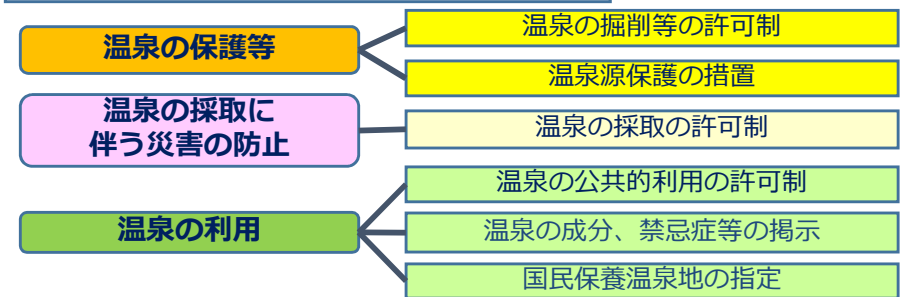 温泉の保護等
温泉の掘削等の許可制
温泉源保護の措置
温泉の採取に
伴う災害の防止
温泉の採取の許可制
温泉の利用
温泉の公共的利用の許可制
温泉の成分、禁忌症等の掲示
国民保養温泉地の指定